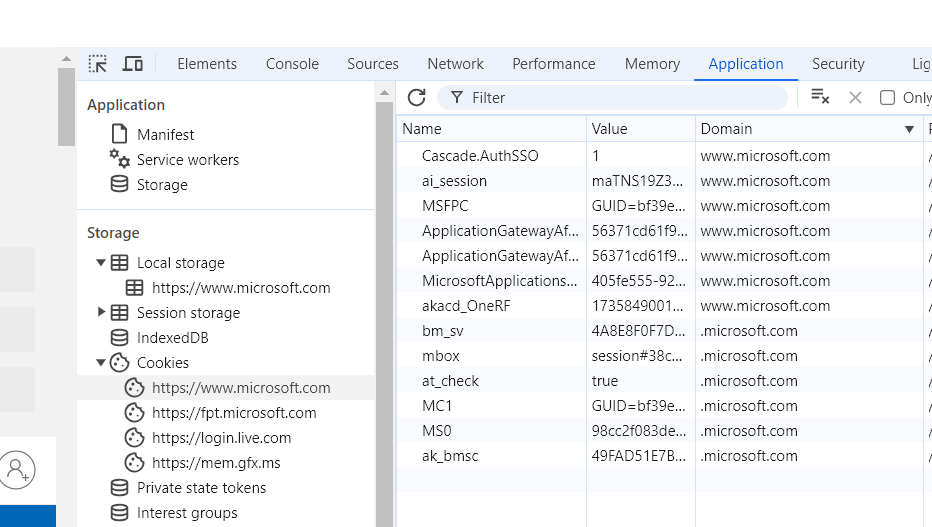 Elements Console Sources Network Performance Memory Application Security Lig
Application
Manifest
Service workers
Storage
Storage
Local storage
https://www.microsoft.com
Session storage
IndexedDB
Cookies
https://www.microsoft.com
https://fpt.microsoft.com
https://login.live.com
https://mem.gfx.ms
Private state tokens
Interest groups
Filter Only
Name Value Domain
Cascade.AuthSSO 1 www.microsoft.com /
ai_session maTNS19Z3... www.microsoft.com /
MSFPC GUID=bf39e... www.microsoft.com /
ApplicationGatewayAf... 56371cd61f9... www.microsoft.com /
ApplicationGatewayAf... 56371cd61f9... www.microsoft.com /
MicrosoftApplications... 405fe555-92... www.microsoft.com /
akacd_OneRF 1735849001... www.microsoft.com /
bm_sv 4A8E8F0F7D... .microsoft.com /
mbox session#38c... .microsoft.com /
at_check true .microsoft.com /
MC1 GUID=bf39e... .microsoft.com /
MS0 98cc2f083de... .microsoft.com /
ak_bmsc 49FAD51E7B... .microsoft.com /